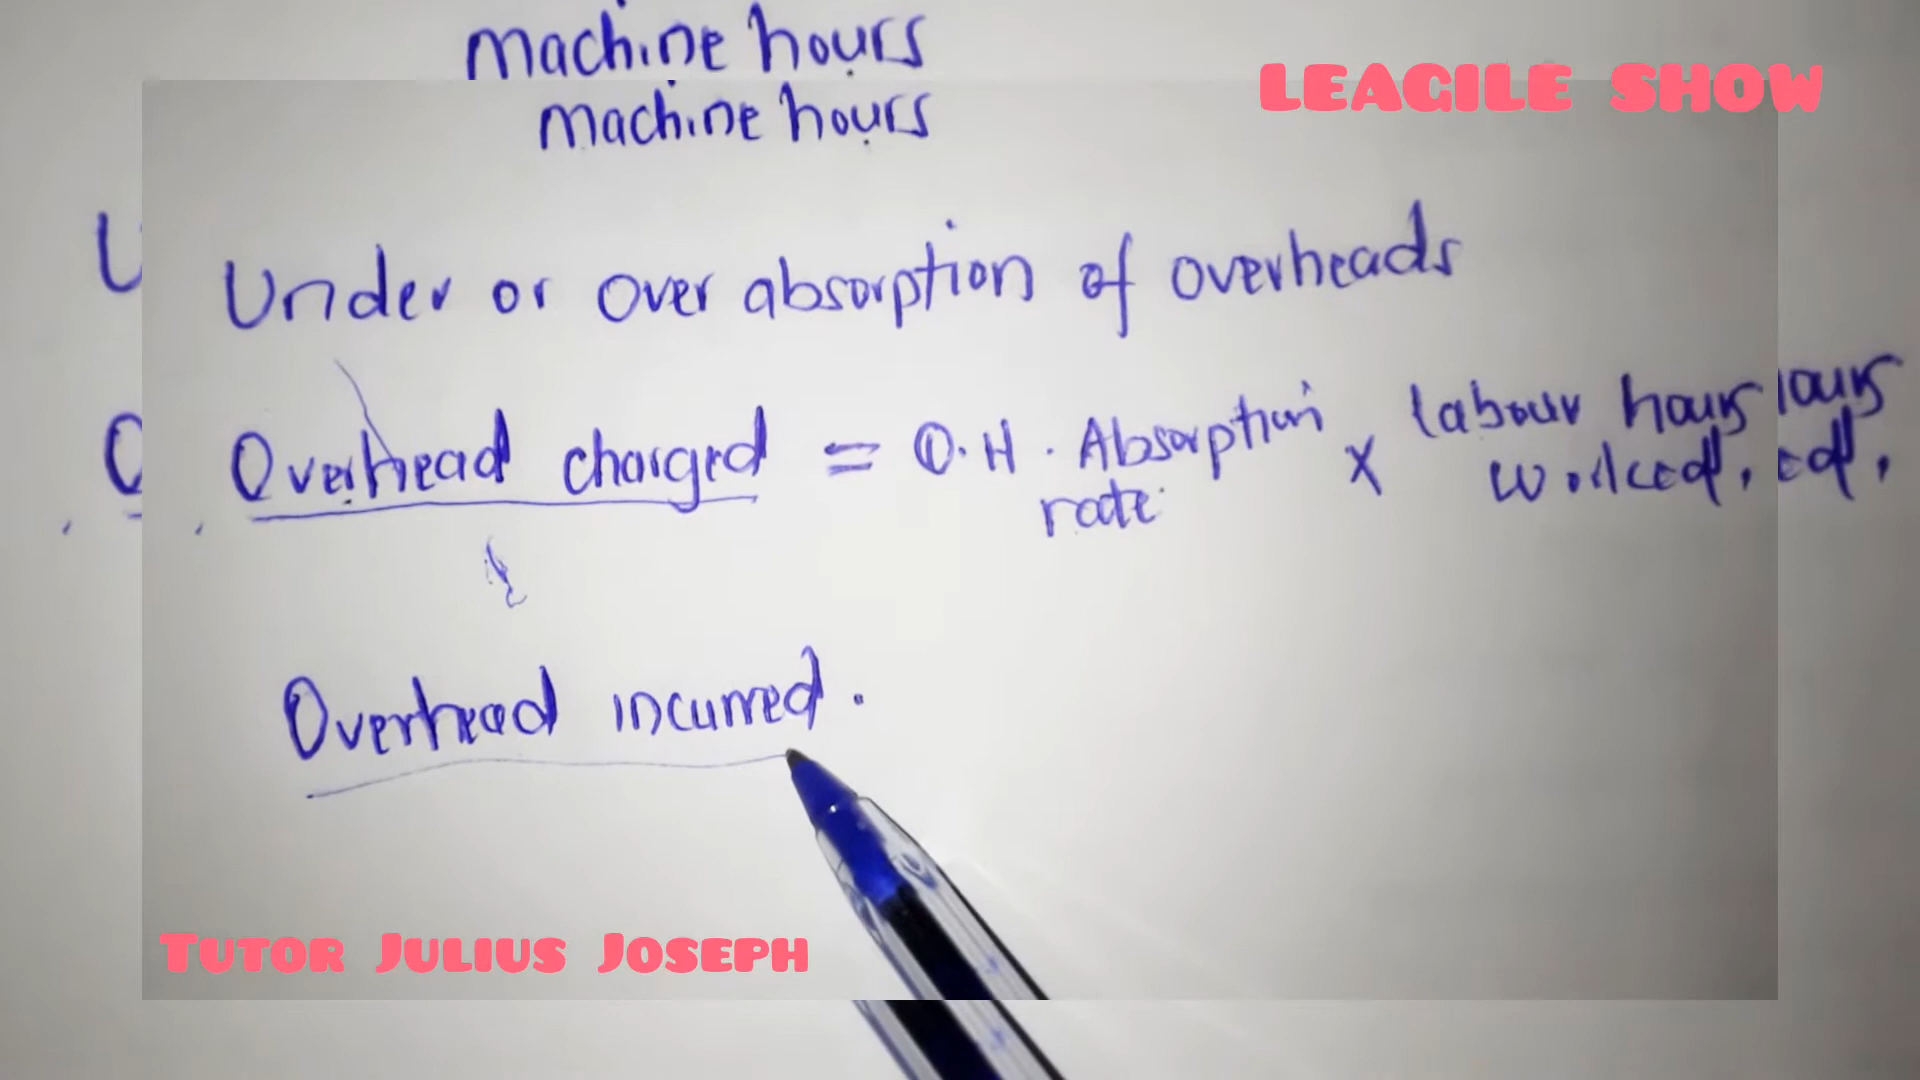 machine hours
LEAGILE SHOW
machine hours
Under or over absorption of overheads
Overhead charged = O.H. Absorption rate x labour hours worked.
Overhead incurred.
TUTOR JULIUS JOSEPH